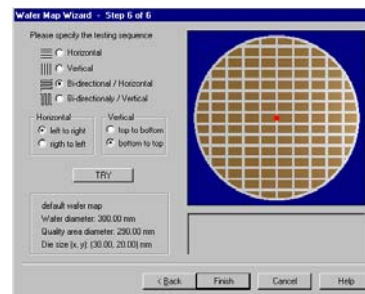 Wafer Map Wizard - Step 6 of 6
Please specify the testing sequence
Horizontal
Vertical
Bi-directional / Horizontal
Bi-directionaly / Vertical
Horizontal
left to right
rigth to left
Vertical
top to bottom
bottom to top
TRY
default wafer map
Wafer diameter: 300.00 mm
Quality area diameter: 290.00 mm
Die size (x, y): (30.00, 20.00) mm
< Back
Finish
Cancel
Help